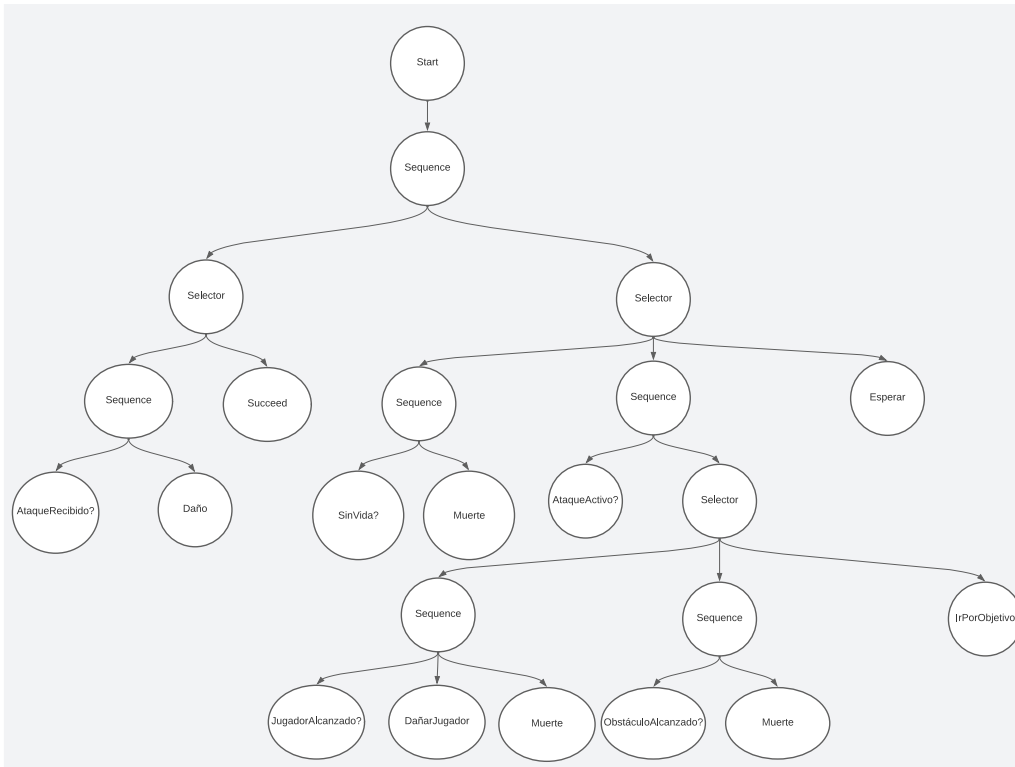 Start
Sequence
Selector
Selector
Sequence
Succeed
Sequence
Sequence
Esperar
AtaqueRecibido?
Daño
SinVida?
Muerte
AtaqueActivo?
Selector
Sequence
Sequence
IrPorObjetivo
JugadorAlcanzado?
DañarJugador
Muerte
ObstáculoAlcanzado?
Muerte